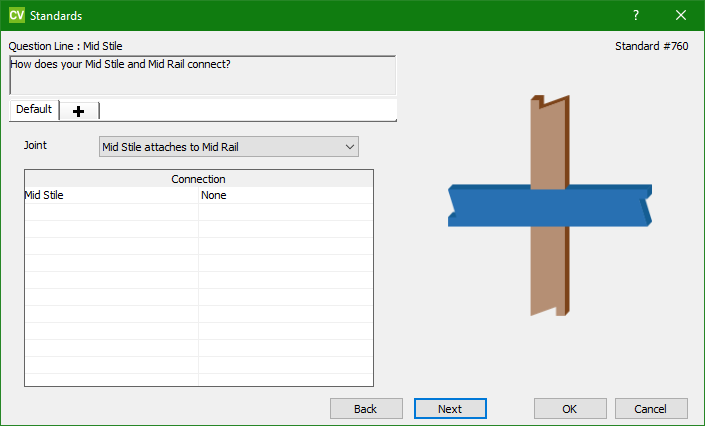 CV Standards
?
Question Line : Mid Stile
Standard #760
How does your Mid Stile and Mid Rail connect?
Default
Joint
Mid Stile attaches to Mid Rail
Connection
Mid Stile None
Back Next OK Cancel